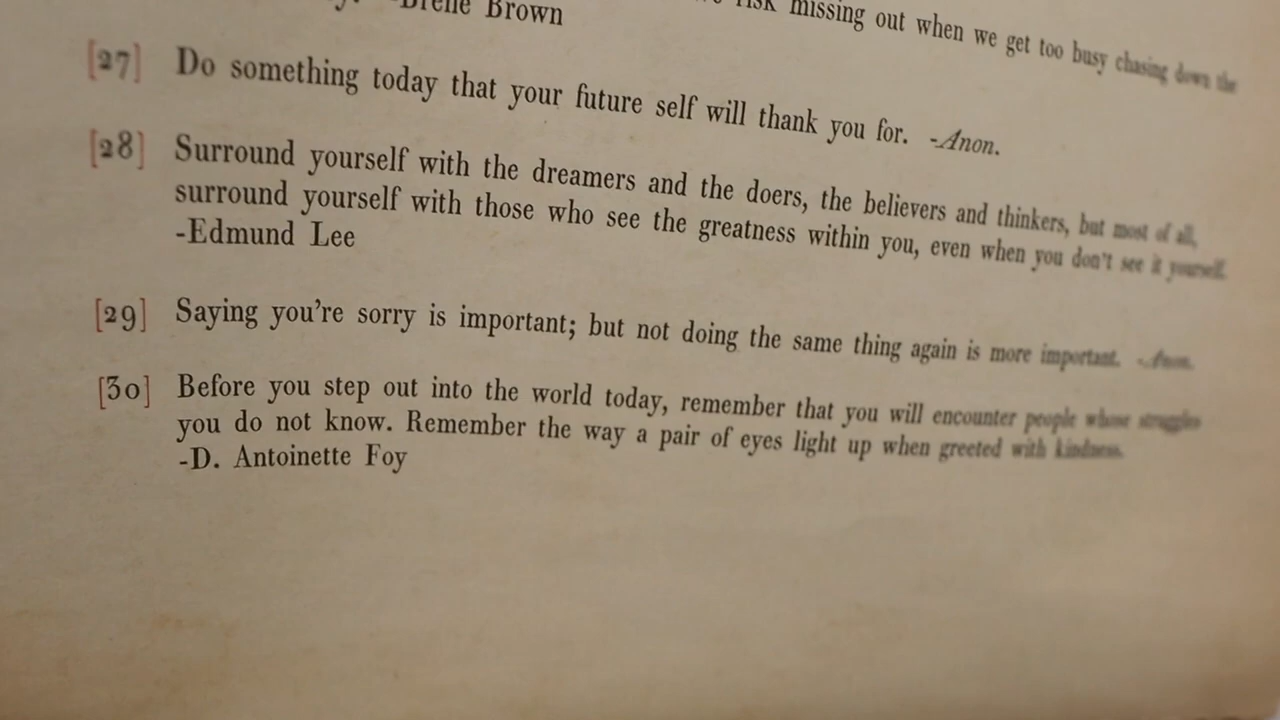 risk missing out when we get too busy chasing down the
Brene Brown
[27] Do something today that your future self will thank you for. -Anon.
[28] Surround yourself with the dreamers and the doers, the believers and thinkers, but most of all,
surround yourself with those who see the greatness within you, even when you don't see it yourself.
-Edmund Lee
[29] Saying you're sorry is important; but not doing the same thing again is more important. -Anon.
[30] Before you step out into the world today, remember that you will encounter people whose struggles
you do not know. Remember the way a pair of eyes light up when greeted with kindness.
-D. Antoinette Foy